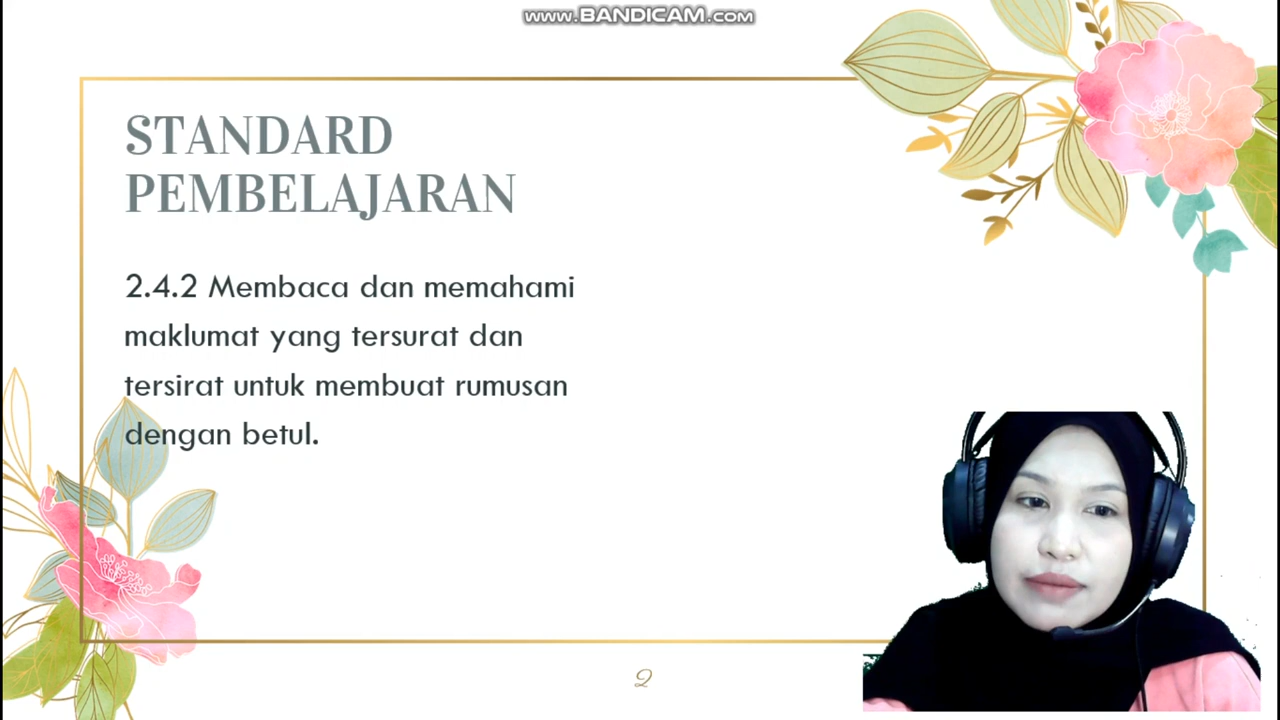 www.BANDICAM.com
STANDARD
PEMBELAJARAN
2.4.2 Membaca dan memahami
maklumat yang tersurat dan
tersirat untuk membuat rumusan
dengan betul.
2